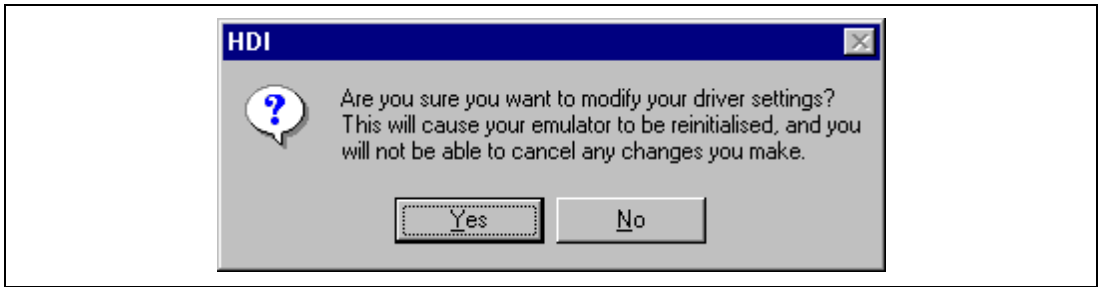 HDI
Are you sure you want to modify your driver settings?
This will cause your emulator to be reinitialised, and you
will not be able to cancel any changes you make.
Yes
No